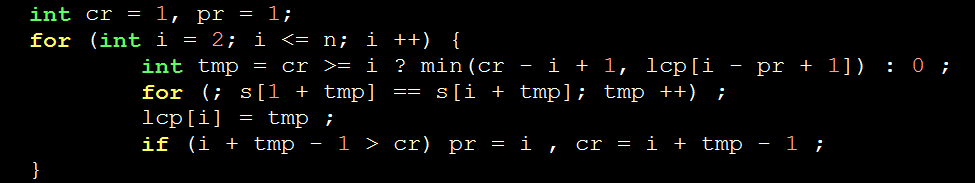 int cr = 1, pr = 1;
for (int i = 2; i <= n; i ++) {
int tmp = cr >= i ? min(cr - i + 1, lcp[i - pr + 1]) : 0 ;
for (; s[1 + tmp] == s[i + tmp]; tmp ++) ;
lcp[i] = tmp ;
if (i + tmp - 1 > cr) pr = i , cr = i + tmp - 1 ;
}